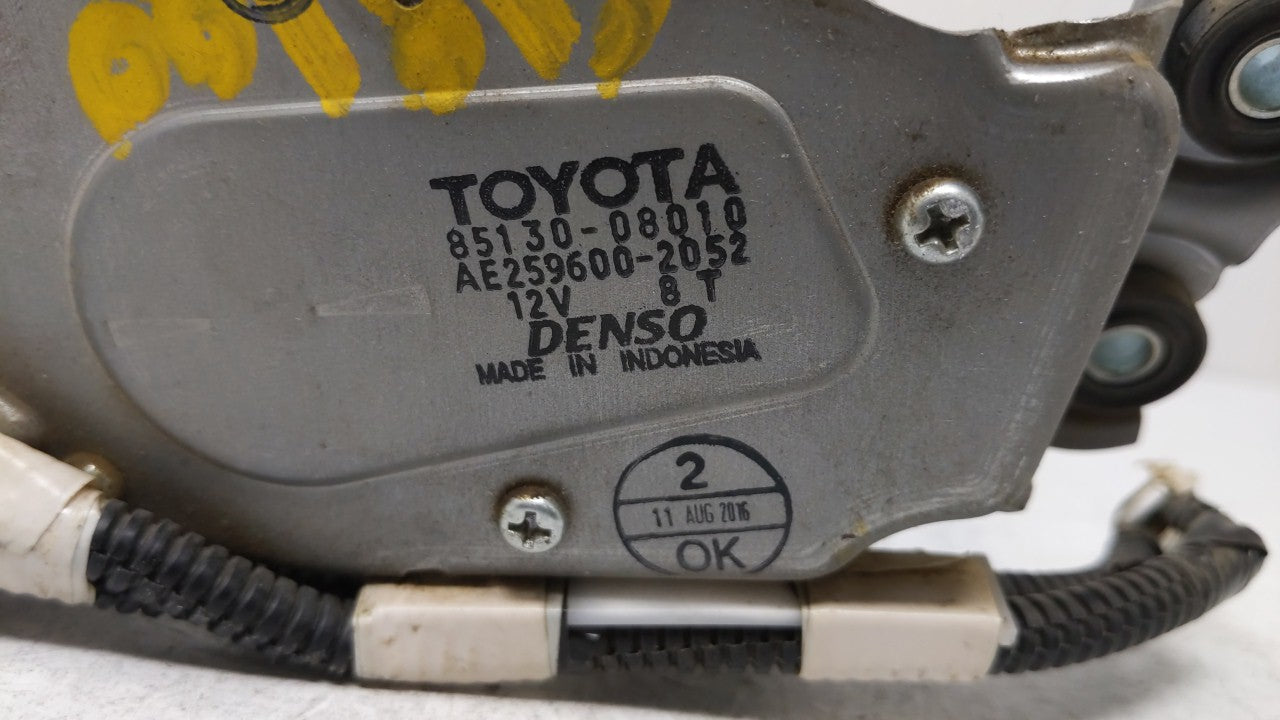 TOYOTA
85130-08010
AE259600-2052
12V 8 T
DENSO
MADE IN INDONESIA
2
11 AUG 2016
OK